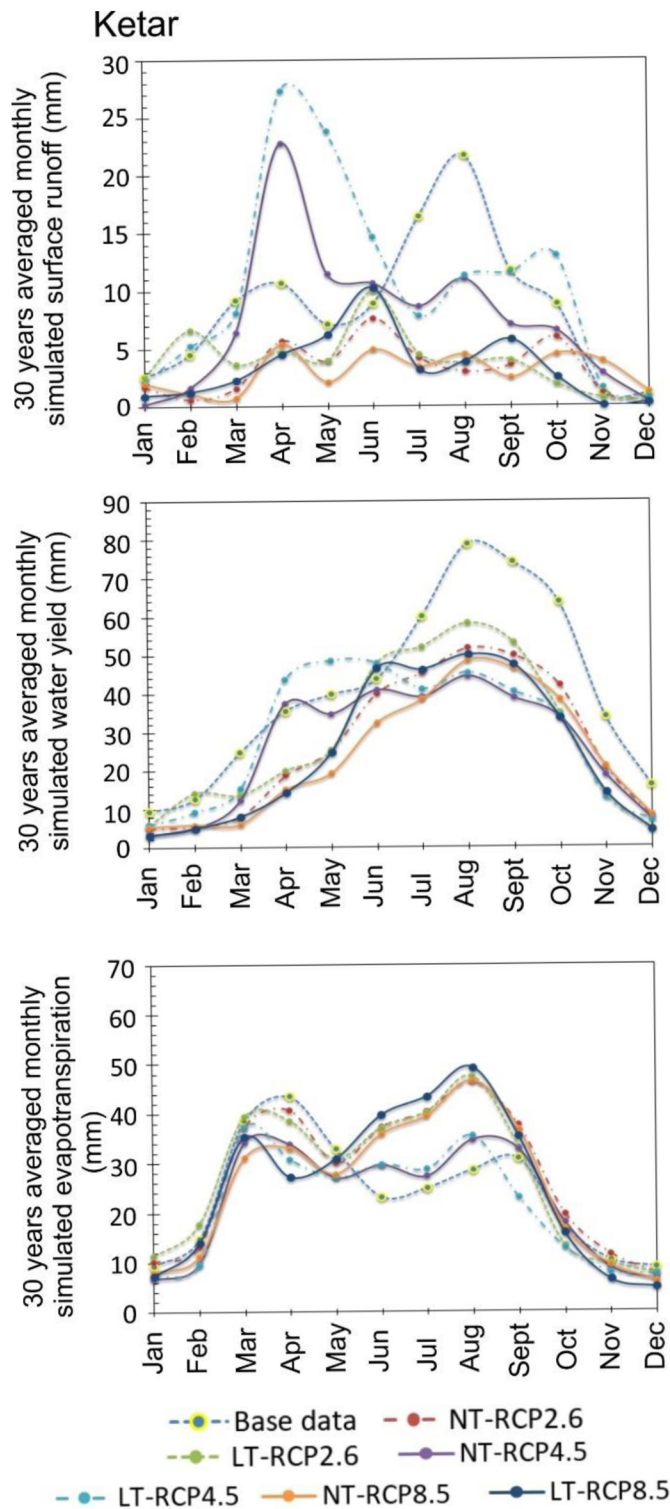 Ketar
30 years averaged monthly
simulated surface runoff (mm)
30
25
20
15
10
5
0
Jan
Feb
Mar
Apr
May
Jun
Jul
Aug
Sept
Oct
Nov
Dec
30 years averaged monthly
simulated water yield (mm)
90
80
70
60
50
40
30
20
10
0
Jan
Feb
Mar
Apr
May
Jun
Jul
Aug
Sept
Oct
Nov
Dec
30 years averaged monthly
simulated evapotranspiration
(mm)
70
60
50
40
30
20
10
0
Jan
Feb
Mar
Apr
May
Jun
Jul
Aug
Sept
Oct
Nov
Dec
Base data NT-RCP2.6
LT-RCP2.6 NT-RCP4.5
LT-RCP4.5 NT-RCP8.5 LT-RCP8.5